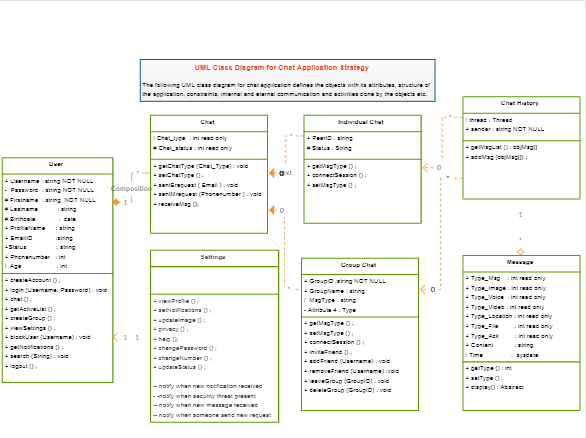 UML Class Diagram for Chat Application Strategy
The following UML class diagram for chat application defines the objects with its attributes, structure of
the application, constraints, internal and eternal communication and activities done by the objects etc.
Chat
/ Chat_type : int read only
# Chat_status : int read only
+ getChatType (Chat_Type) : void
+ setChatType () ;
+ sentErequest ( Email ) : void
+ sentMrequest (Phonenumber ) : void
+ receiveMsg ();
Individual Chat
+ PeerID : string
# Status : String
+ getMsgType () ;
+ connectSession () ;
+ setMsgType () ;
Chat History
/ thread : Thread
+ sender : string NOT NULL
+ getMsgList () : objMsg[]
+ addMsg (objMsg[]) ;
User
+ Username : string NOT NULL
- Password : string NOT NULL
# Firstname : string NOT NULL
# Lastname : string
# Birthdate : date
+ ProfileName : string
+ EmailID :string
+Status : string
+ Phonenumber : int
/ Age : int
+ createAccount () ;
+ login (Username, Password) : void
+ chat () ;
+ getActiveList () ;
+ createGroup () ;
+ viewSettings () ;
+ blockUser (Username) : void
+ getNotifications () ;
+ search (String) : void
+ logout () ;
Composition
1
1 1
0
0
0
1
*
Settings
+ viewProfile () ;
+ setNotifications () ;
+ updateImage () ;
+ privacy () ;
+ help ();
+ changePassword () ;
+ changeNumber () ;
+ updateStatus () ;
-- notify when new notification received
-- notify when security threat present
-- notify when new message received
-- notify when someone send new request
Group Chat
+ GroupID :string NOT NULL
+ GroupName : string
/ MsgType : string
- Attribute 4 : Type
+ getMsgType () ;
+ setMsgType () ;
+ connectSession () ;
+ inviteFriend () ;
+ addFriend (Username) : void
+ removeFriend (Username) :void
+ leaveGroup (GroupID) : void
+ deleteGroup (GroupID) : void
Message
+ Type_Msg : int read only
+ Type_Image : int read only
+ Type_Voice : int read only
+ Type_Video : int read only
+ Type_Location : int read only
+ Type_File : int read only
+ Type_Ack : int read only
+ Content : string
/ Time : sysdate
+ getType () : int
+ setType () ;
+ display() : Abstract